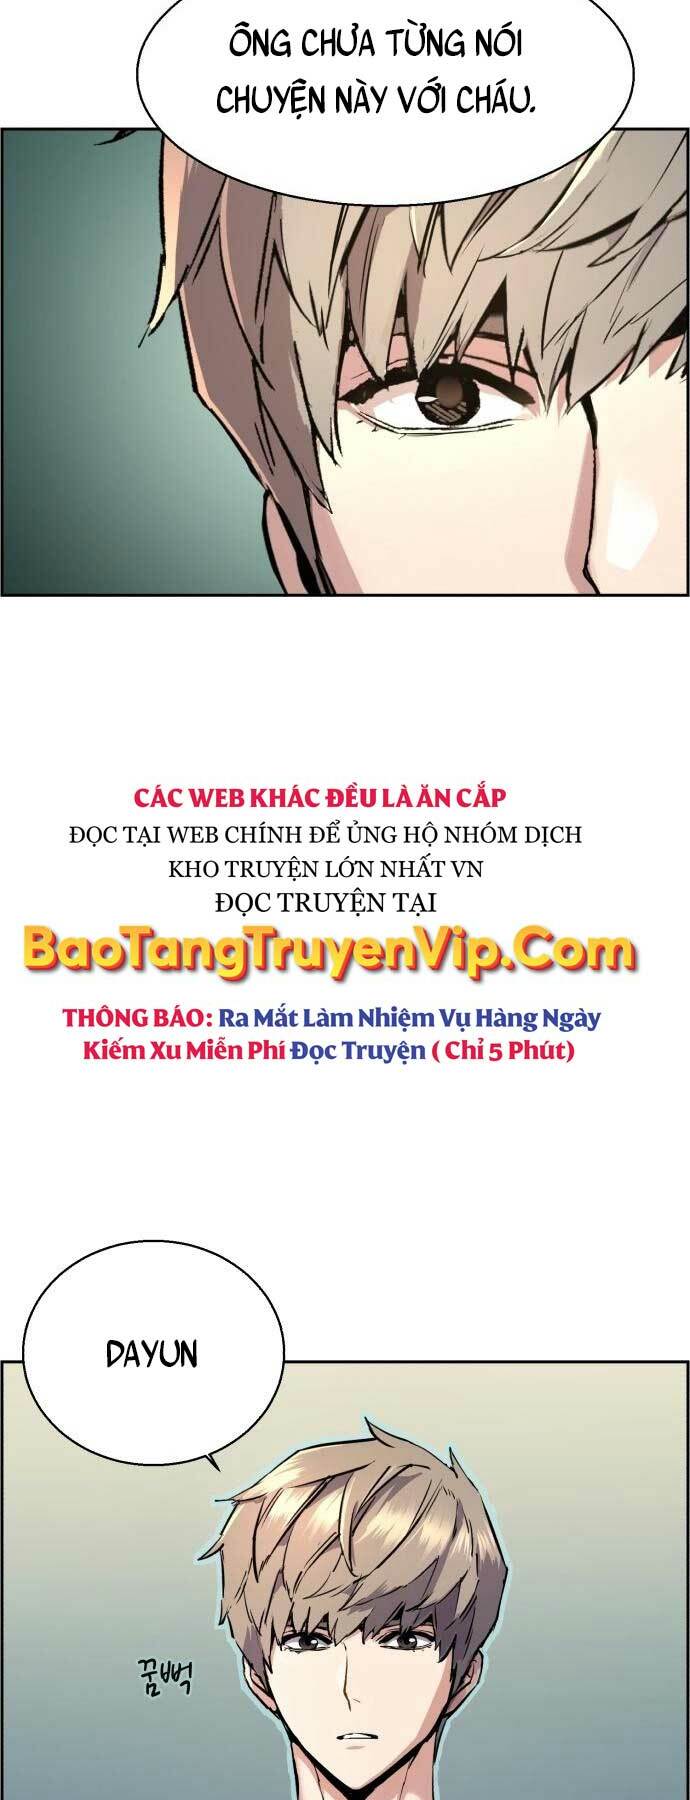 ÔNG CHƯA TỪNG NÓI
CHUYỆN NÀY VỚI CHÁU.
CÁC WEB KHÁC ĐỀU LÀ ĂN CẮP
ĐỌC TẠI WEB CHÍNH ĐỂ ỦNG HỘ NHÓM DỊCH
KHO TRUYỆN LỚN NHẤT VN
ĐỌC TRUYỆN TẠI
BaoTangTruyenVip.Com
THÔNG BÁO: Ra Mắt Làm Nhiệm Vụ Hàng Ngày
Kiếm Xu Miễn Phí Đọc Truyện ( Chỉ 5 Phút)
DAYUN
꿈뻑